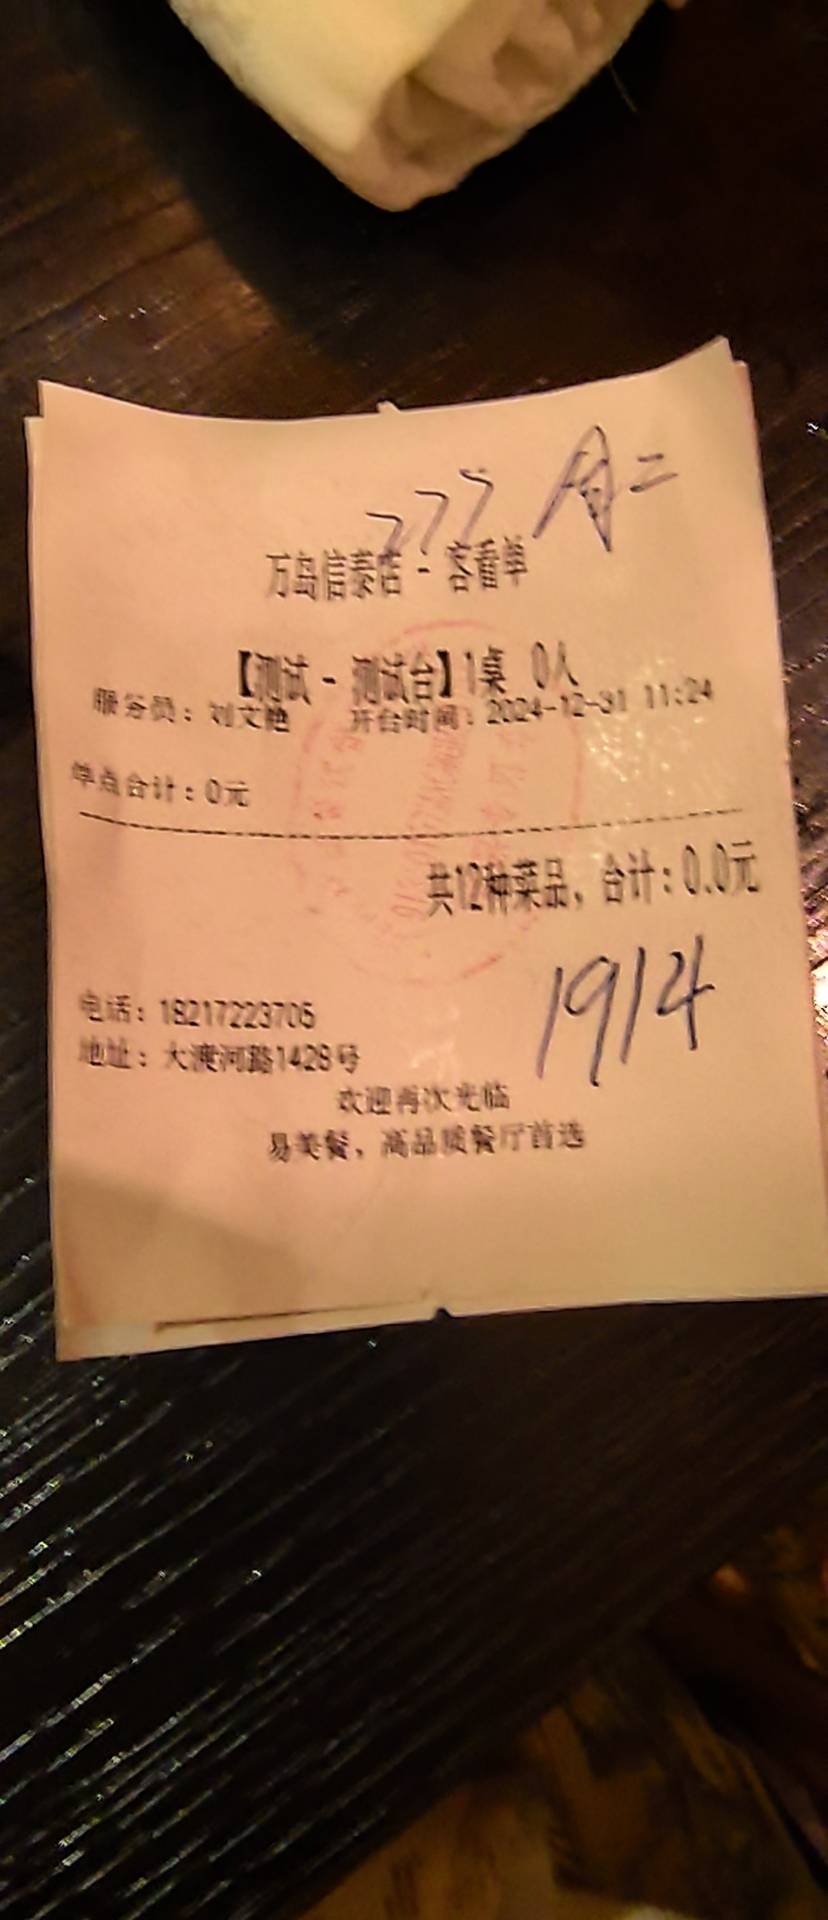 777 周二
万岛信泰店 - 客看单
【测试 - 测试台】1桌 0人
服务员：刘文艳 开台时间：2024-12-31 11:24
单点合计：0元
共12种菜品，合计：0.0元
1914
电话：18217223705
地址：大渡河路1428号
欢迎再次光临
易美餐，高品质餐厅首选